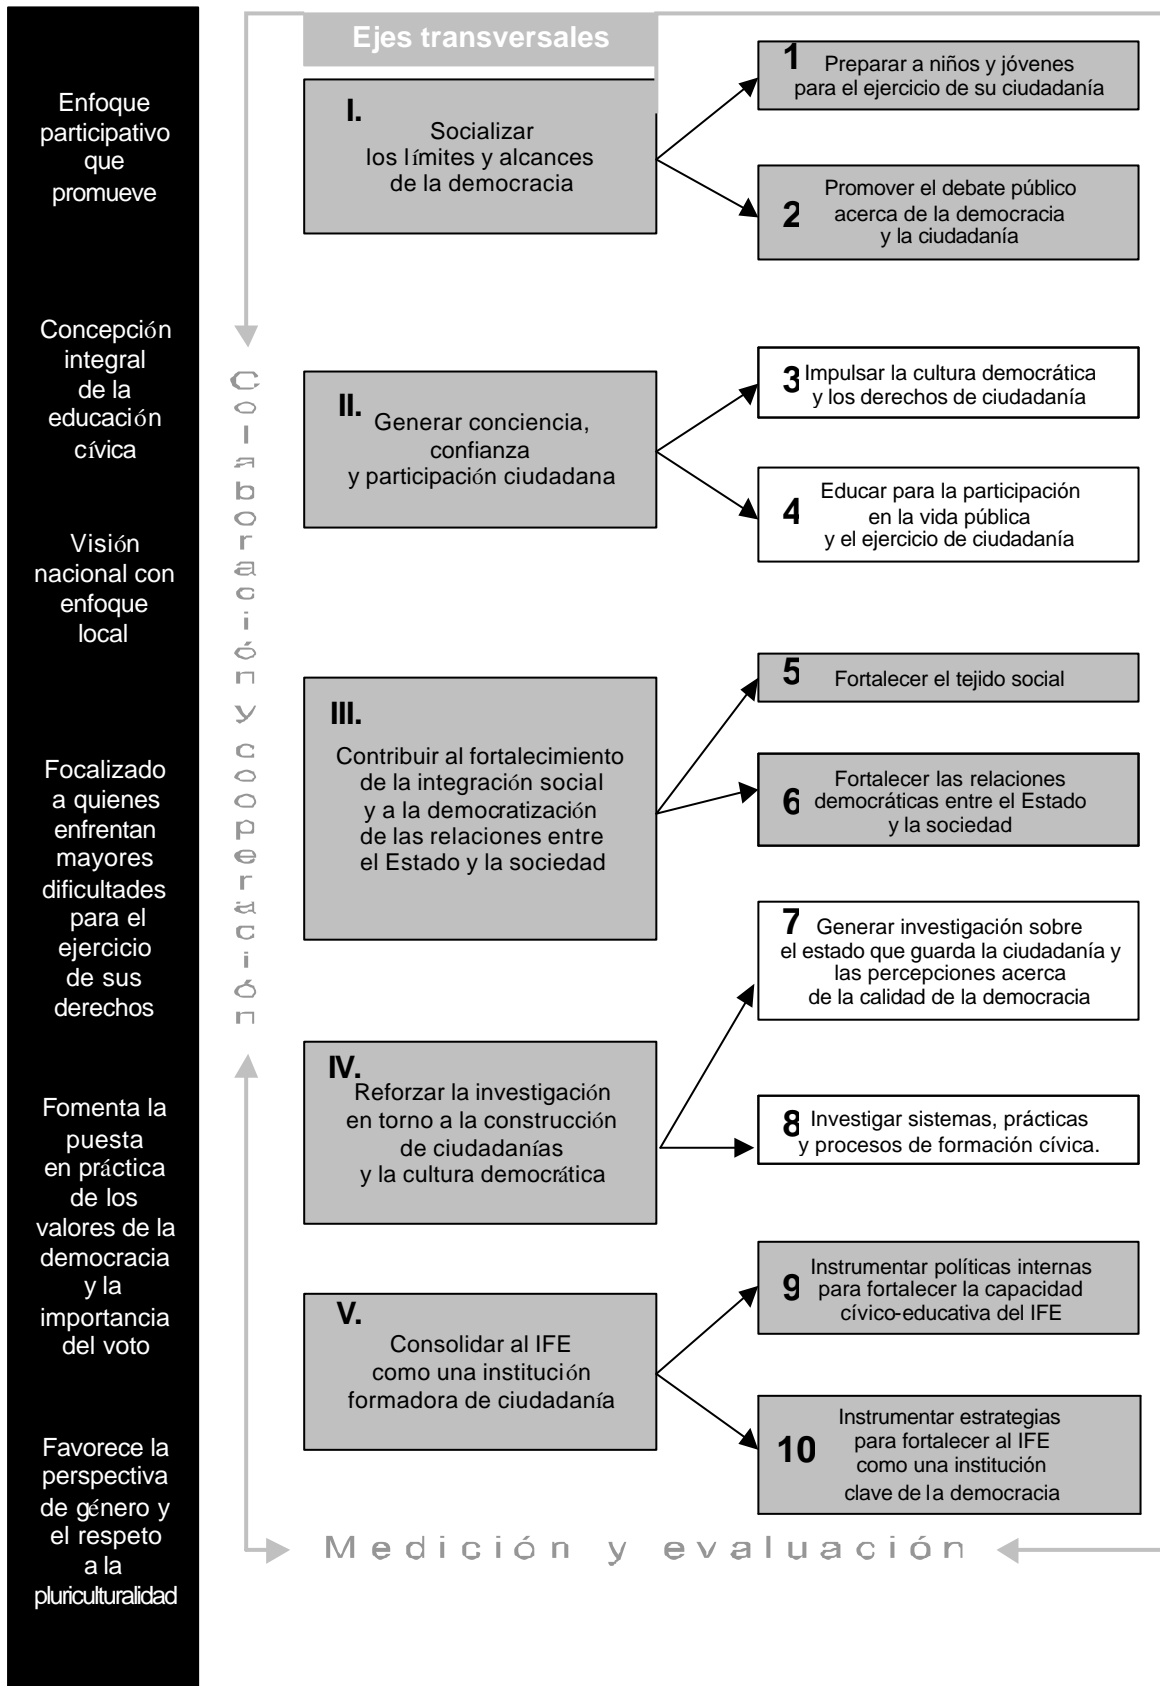 Enfoque
participativo
que
promueve
Concepción
integral
de la
educación
cívica
Visión
nacional con
enfoque
local
Focalizado
a quienes
enfrentan
mayores
dificultades
para el
ejercicio
de sus
derechos
Fomenta la
puesta
en práctica
de los
valores de la
democracia
y la
importancia
del voto
Favorece la
perspectiva
de género y
el respeto
a la
pluriculturalidad
Colaboración y cooperación
Ejes transversales
I.
Socializar
los límites y alcances
de la democracia
1 Preparar a niños y jóvenes
para el ejercicio de su ciudadanía
Promover el debate público
2 acerca de la democracia
y la ciudadanía
II.
Generar conciencia,
confianza
y participación ciudadana
3 Impulsar la cultura democrática
y los derechos de ciudadanía
Educar para la participación
4 en la vida pública
y el ejercicio de ciudadanía
III.
Contribuir al fortalecimiento
de la integración social
y a la democratización
de las relaciones entre
el Estado y la sociedad
5 Fortalecer el tejido social
Fortalecer las relaciones
6 democráticas entre el Estado
y la sociedad
IV.
Reforzar la investigación
en torno a la construcción
de ciudadanías
y la cultura democrática
7 Generar investigación sobre
el estado que guarda la ciudadanía y
las percepciones acerca
de la calidad de la democracia
8 Investigar sistemas, prácticas
y procesos de formación cívica.
V.
Consolidar al IFE
como una institución
formadora de ciudadanía
Instrumentar políticas internas
9 para fortalecer la capacidad
cívico-educativa del IFE
Instrumentar estrategias
para fortalecer al IFE
10 como una institución
clave de la democracia
Medición y evaluación